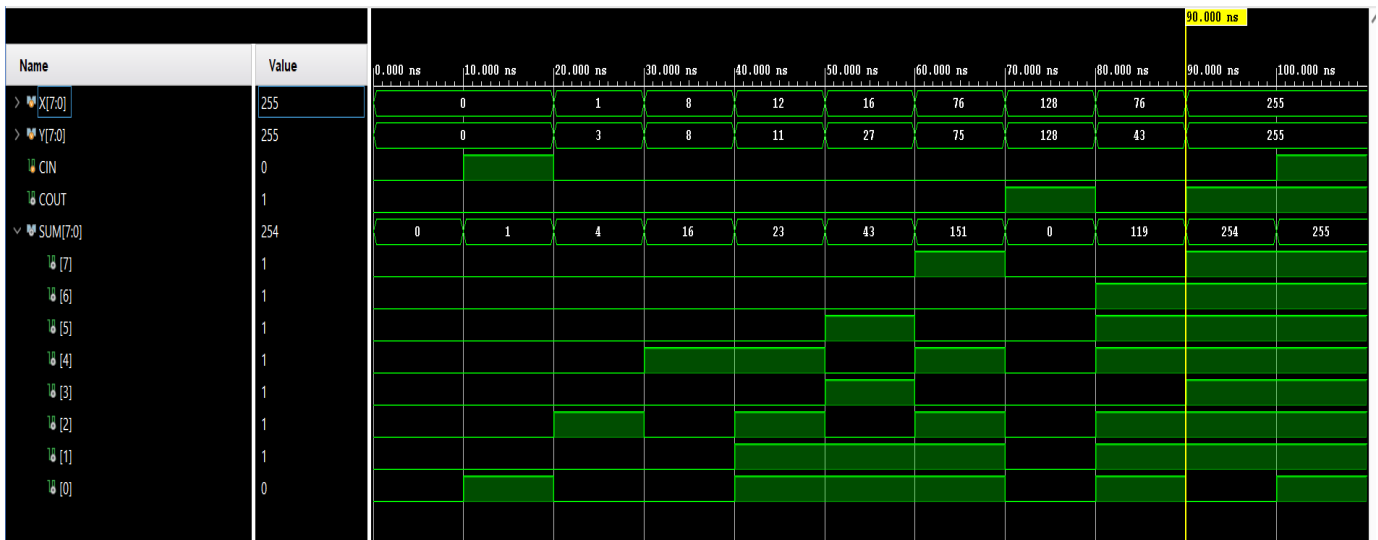 90.000 ns
Name Value
0.000 ns 10.000 ns 20.000 ns 30.000 ns 40.000 ns 50.000 ns 60.000 ns 70.000 ns 80.000 ns 90.000 ns 100.000 ns
X[7:0] 255 0 1 8 12 16 76 128 76 255
Y[7:0] 255 0 3 8 11 27 75 128 43 255
CIN 0
COUT 1
SUM[7:0] 254 0 1 4 16 23 43 151 0 119 254 255
[7] 1
[6] 1
[5] 1
[4] 1
[3] 1
[2] 1
[1] 1
[0] 0